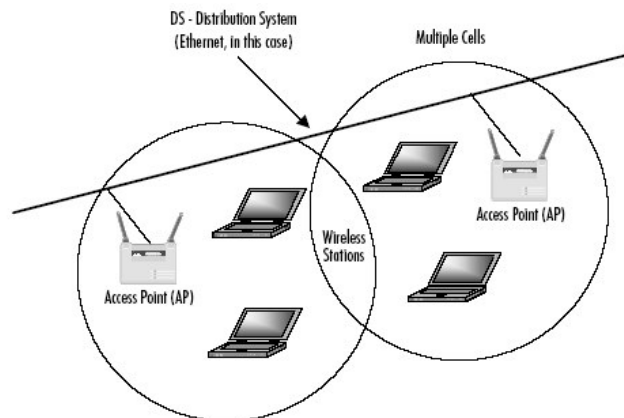 DS - Distribution System
(Ethernet, in this case)
Multiple Cells
Access Point (AP)
Wireless
Stations
Access Point (AP)